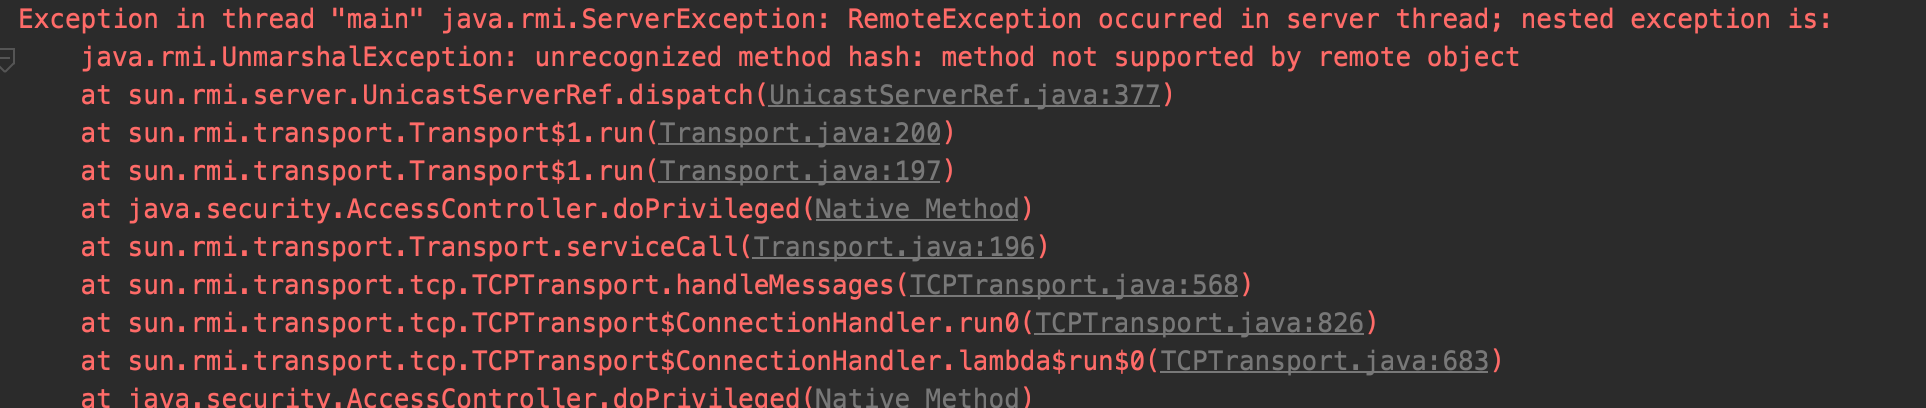 Exception in thread "main" java.rmi.ServerException: RemoteException occurred in server thread; nested exception is:
java.rmi.UnmarshalException: unrecognized method hash: method not supported by remote object
at sun.rmi.server.UnicastServerRef.dispatch(UnicastServerRef.java:377)
at sun.rmi.transport.Transport$1.run(Transport.java:200)
at sun.rmi.transport.Transport$1.run(Transport.java:197)
at java.security.AccessController.doPrivileged(Native Method)
at sun.rmi.transport.Transport.serviceCall(Transport.java:196)
at sun.rmi.transport.tcp.TCPTransport.handleMessages(TCPTransport.java:568)
at sun.rmi.transport.tcp.TCPTransport$ConnectionHandler.run0(TCPTransport.java:826)
at sun.rmi.transport.tcp.TCPTransport$ConnectionHandler.lambda$run$0(TCPTransport.java:683)
at java.security.AccessController.doPrivileged(Native Method)